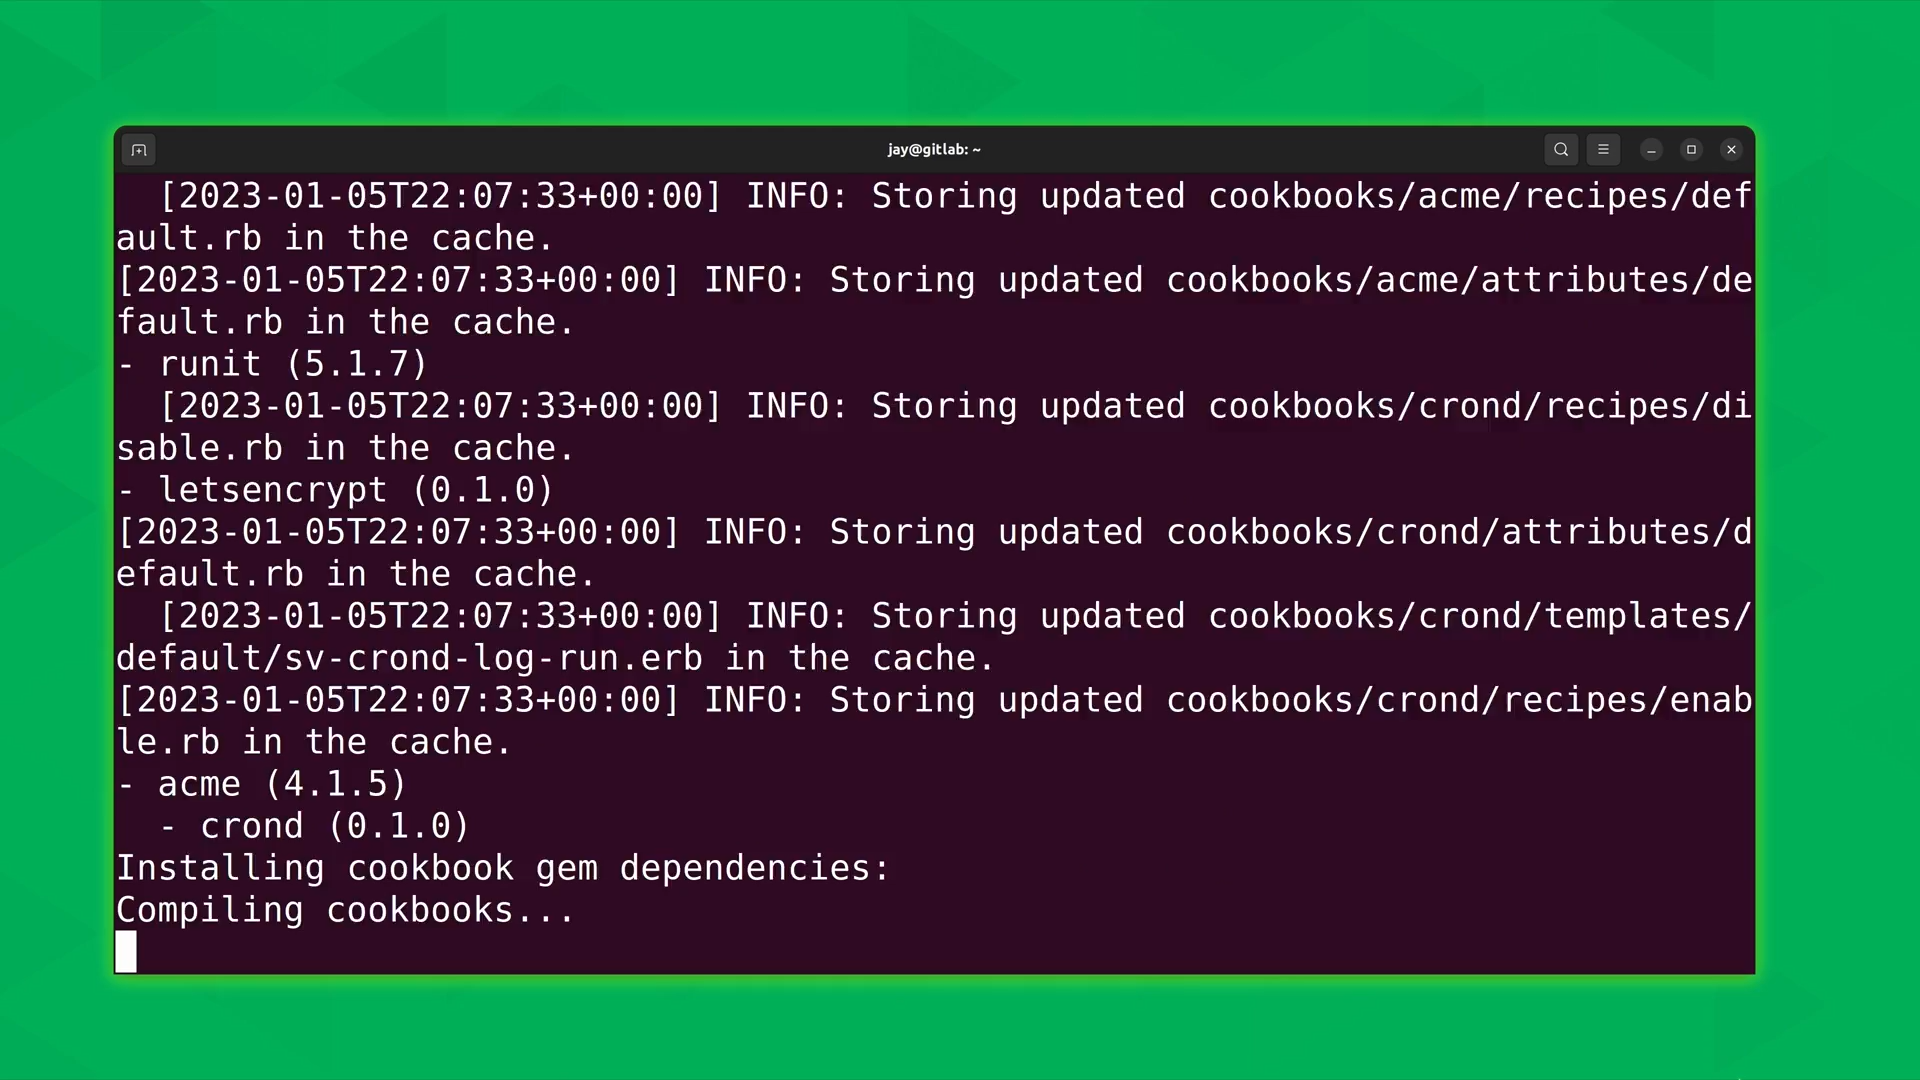 jay@gitlab: ~
[2023-01-05T22:07:33+00:00] INFO: Storing updated cookbooks/acme/recipes/def
ault.rb in the cache.
[2023-01-05T22:07:33+00:00] INFO: Storing updated cookbooks/acme/attributes/de
fault.rb in the cache.
- runit (5.1.7)
[2023-01-05T22:07:33+00:00] INFO: Storing updated cookbooks/crond/recipes/di
sable.rb in the cache.
- letsencrypt (0.1.0)
[2023-01-05T22:07:33+00:00] INFO: Storing updated cookbooks/crond/attributes/d
efault.rb in the cache.
[2023-01-05T22:07:33+00:00] INFO: Storing updated cookbooks/crond/templates/
default/sv-crond-log-run.erb in the cache.
[2023-01-05T22:07:33+00:00] INFO: Storing updated cookbooks/crond/recipes/enab
le.rb in the cache.
- acme (4.1.5)
- crond (0.1.0)
Installing cookbook gem dependencies:
Compiling cookbooks...